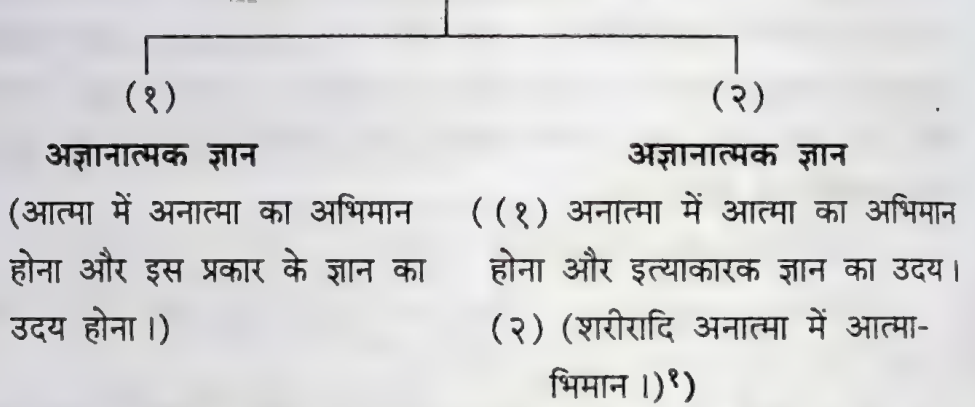 (१)
अज्ञानात्मक ज्ञान
(आत्मा में अनात्मा का अभिमान
होना और इस प्रकार के ज्ञान का
उदय होना।)
(२)
अज्ञानात्मक ज्ञान
((१) अनात्मा में आत्मा का अभिमान
होना और इत्याकारक ज्ञान का उदय।
(२) (शरीरादि अनात्मा में आत्मा-
भिमान।)१)